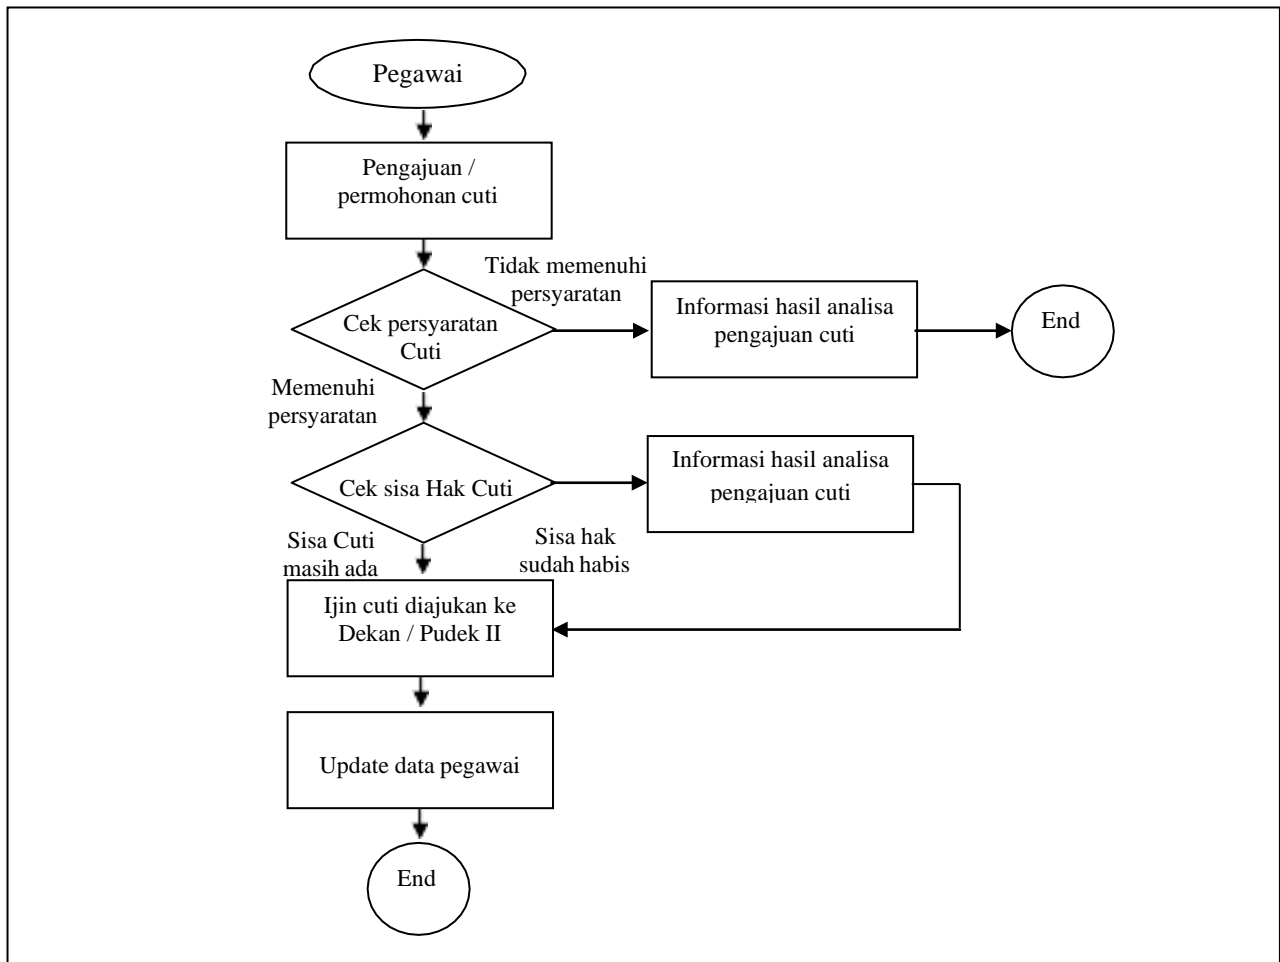 Pegawai
Pengajuan /
permohonan cuti
Tidak memenuhi
persyaratan
Cek persyaratan
Cuti
Informasi hasil analisa
pengajuan cuti
End
Memenuhi
persyaratan
Cek sisa Hak Cuti
Informasi hasil analisa
pengajuan cuti
Sisa Cuti
masih ada
Sisa hak
sudah habis
Ijin cuti diajukan ke
Dekan / Pudek II
Update data pegawai
End